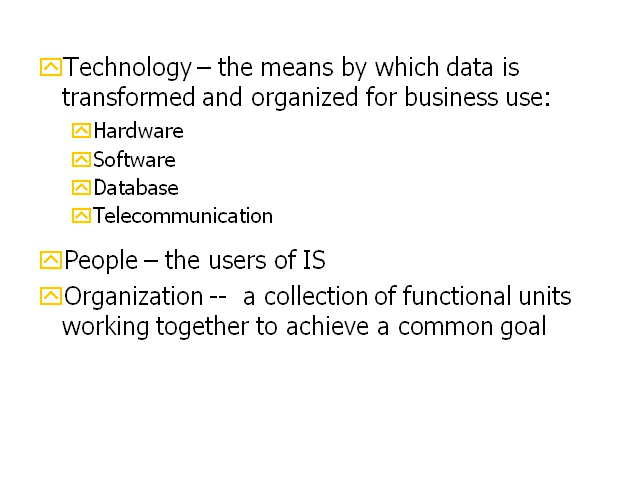 Technology – the means by which data is
transformed and organized for business use:
Hardware
Software
Database
Telecommunication
People – the users of IS
Organization --  a collection of functional units
working together to achieve a common goal